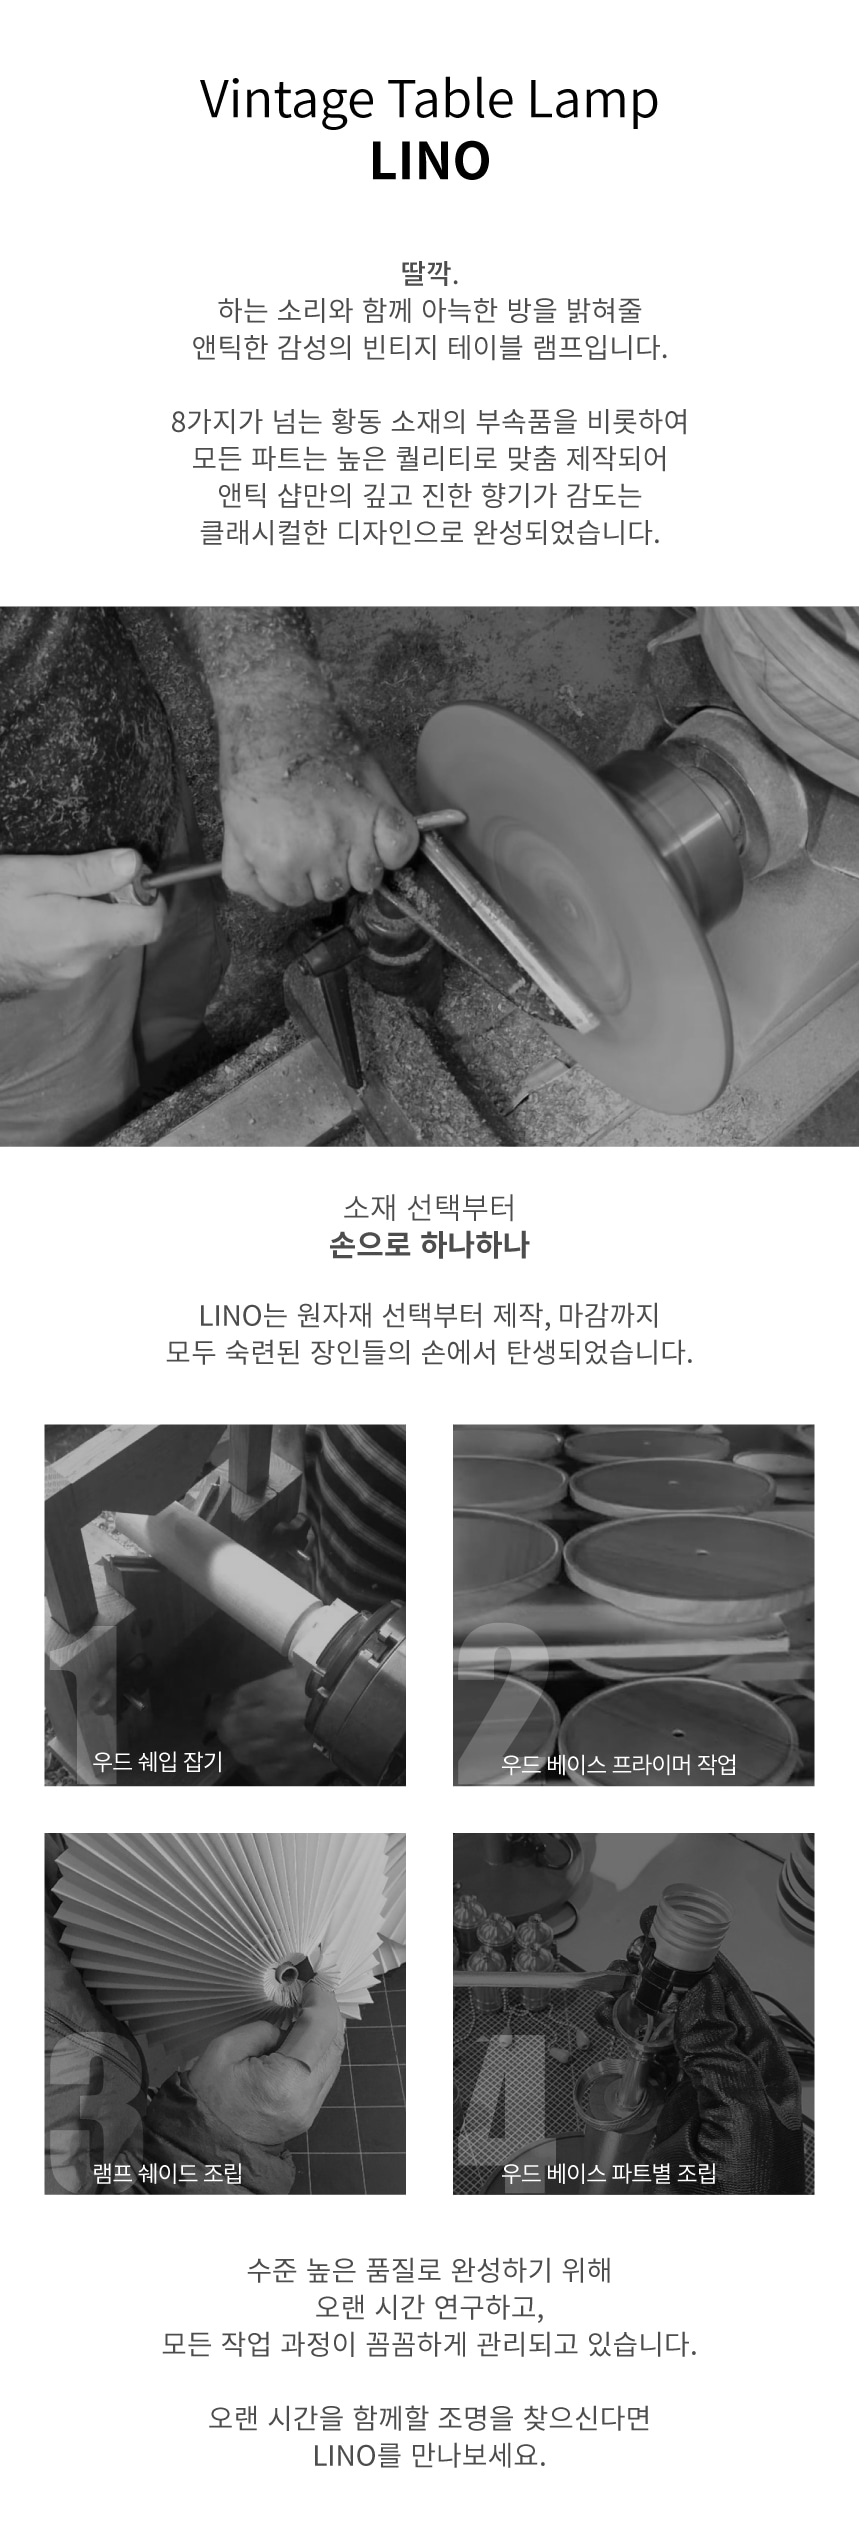 Vintage Table Lamp
LINO
딸깍.
하는 소리와 함께 아늑한 방을 밝혀줄
앤틱한 감성의 빈티지 테이블 램프입니다.
8가지가 넘는 황동 소재의 부속품을 비롯하여
모든 파트는 높은 퀄리티로 맞춤 제작되어
앤틱 샵만의 깊고 진한 향기가 감도는
클래시컬한 디자인으로 완성되었습니다.
소재 선택부터
손으로 하나하나
LINO는 원자재 선택부터 제작, 마감까지
모두 숙련된 장인들의 손에서 탄생되었습니다.
1
우드 쉐입 잡기
2
우드 베이스 프라이머 작업
3
램프 쉐이드 조립
4
우드 베이스 파트별 조립
수준 높은 품질로 완성하기 위해
오랜 시간 연구하고,
모든 작업 과정이 꼼꼼하게 관리되고 있습니다.
오랜 시간을 함께할 조명을 찾으신다면
LINO를 만나보세요.